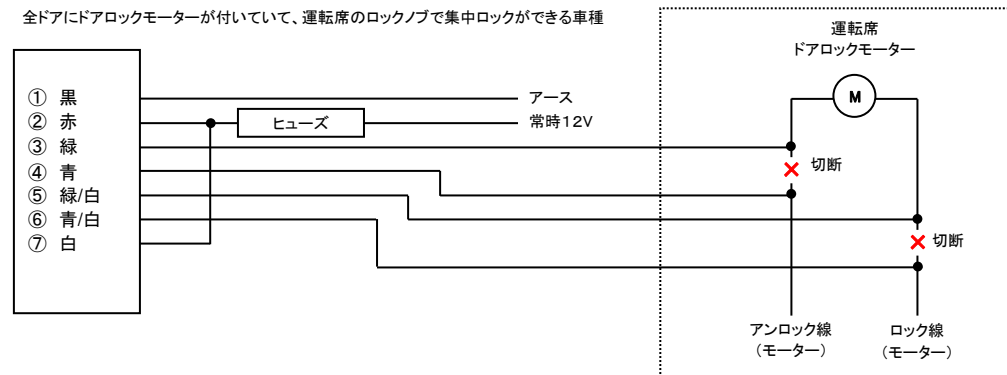 全ドアにドアロックモーターが付いていて、運転席のロックノブで集中ロックができる車種
運転席
ドアロックモーター
M
① 黒
② 赤
③ 緑
④ 青
⑤ 緑/白
⑥ 青/白
⑦ 白
アース
ヒューズ
常時12V
切断
切断
アンロック線
(モーター)
ロック線
(モーター)